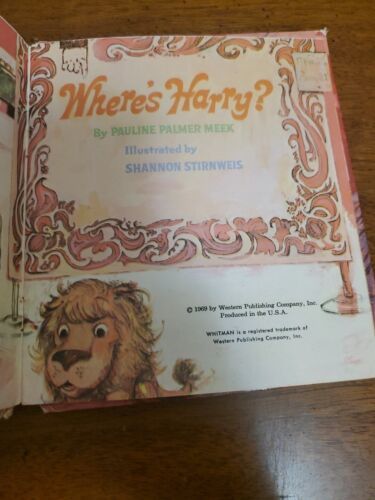 Where's Harry?
By PAULINE PALMER MEEK
Illustrated by
SHANNON STIRNWEIS
© 1969 by Western Publishing Company, Inc.
Produced in the U.S.A.
WHITMAN is a registered trademark of
Western Publishing Company, Inc.